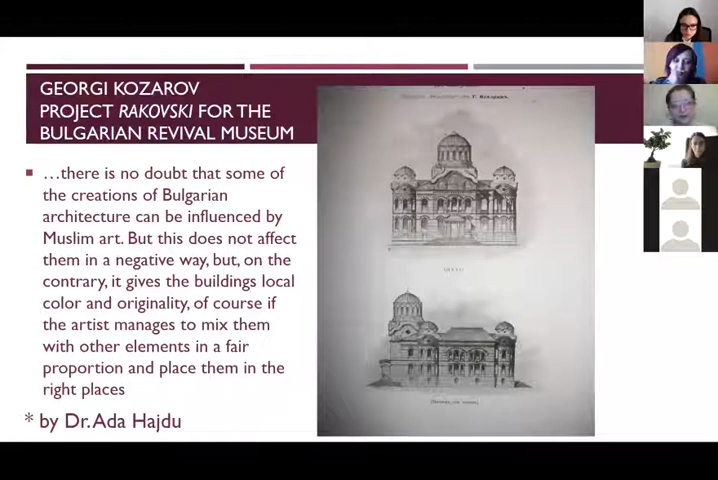 GEORGI KOZAROV
PROJECT RAKOVSKI FOR THE
BULGARIAN REVIVAL MUSEUM
…there is no doubt that some of
the creations of Bulgarian
architecture can be influenced by
Muslim art. But this does not affect
them in a negative way, but, on the
contrary, it gives the buildings local
color and originality, of course if
the artist manages to mix them
with other elements in a fair
proportion and place them in the
right places
* by Dr. Ada Hajdu